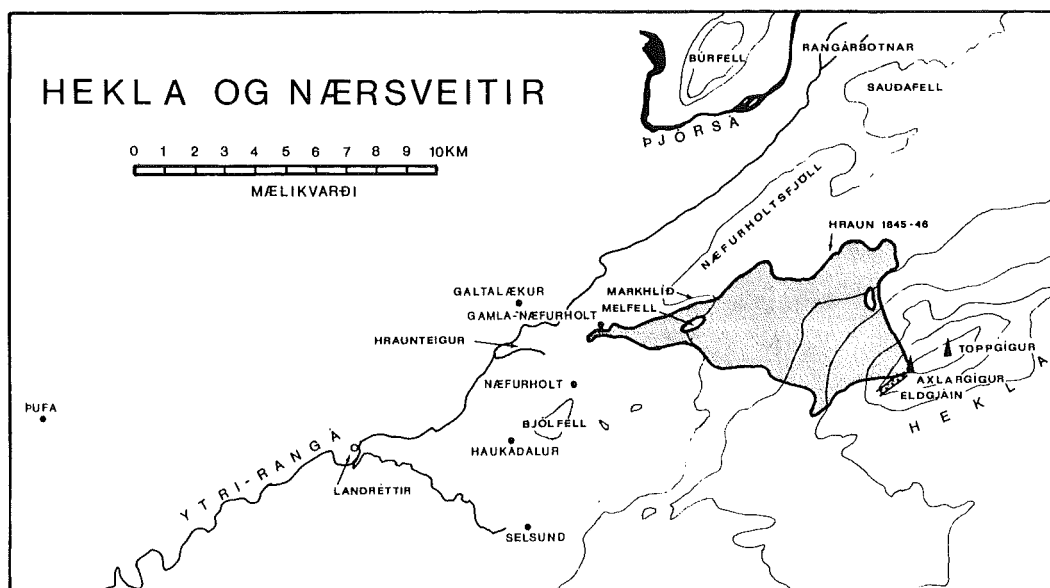 RANGÁRBOTNAR
BÚRFELL
HEKLA OG NÆRSVEITIR
SAUÐAFELL
ÞJÓRSÁ
0 1 2 3 4 5 6 7 8 9 10KM
MÆLIKVARÐI
NÆFURHOLTSFJÖLL
HRAUN 1845-46
GALTALÆKUR
MARKHLÍÐ
GAMLA-NÆFURHOLT
MELFELL
HRAUNTEIGUR
TOPPGÍGUR
NÆFURHOLT
AXLARGÍGUR
ELDGJÁIN
HEKLA
ÞUFA
BJÓLFELL
HAUKADALUR
YTRI-RANGÁ
LANDRÉTTIR
SELSUND